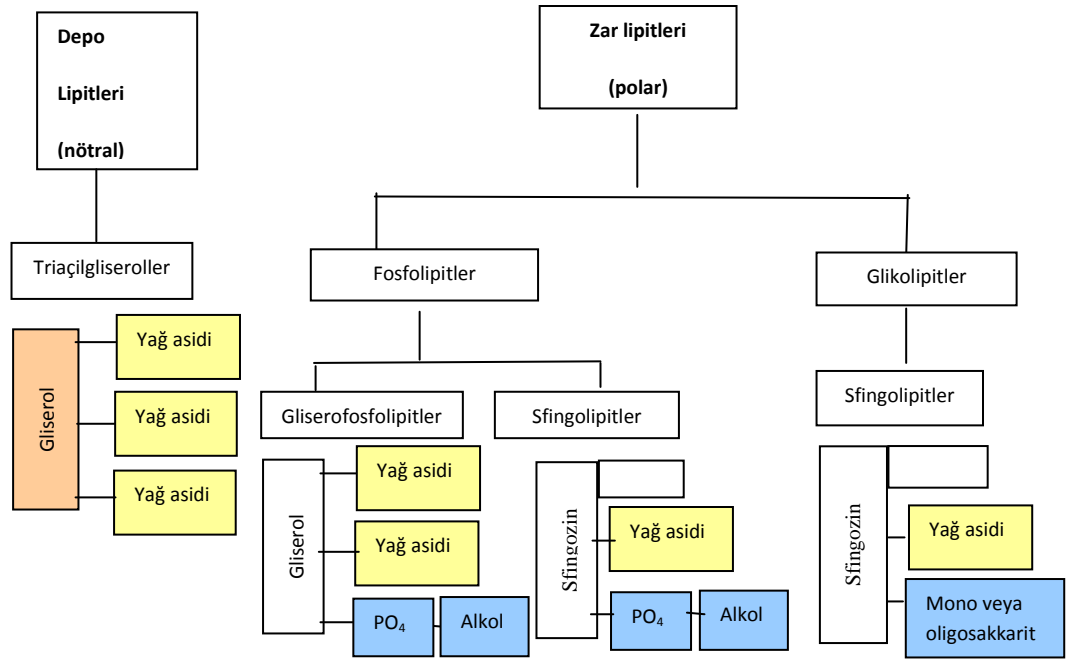 Depo
Lipitleri
(nötral)
Zar lipitleri
(polar)
Triaçilgliseroller
Fosfolipitler
Glikolipitler
Gliserol
Yağ asidi
Yağ asidi
Yağ asidi
Gliserofosfolipitler
Sfingolipitler
Sfingolipitler
Gliserol
Yağ asidi
Yağ asidi
PO₄
Alkol
Sfingozin
Yağ asidi
PO₄
Alkol
Sfingozin
Yağ asidi
Mono veya
oligosakkarit